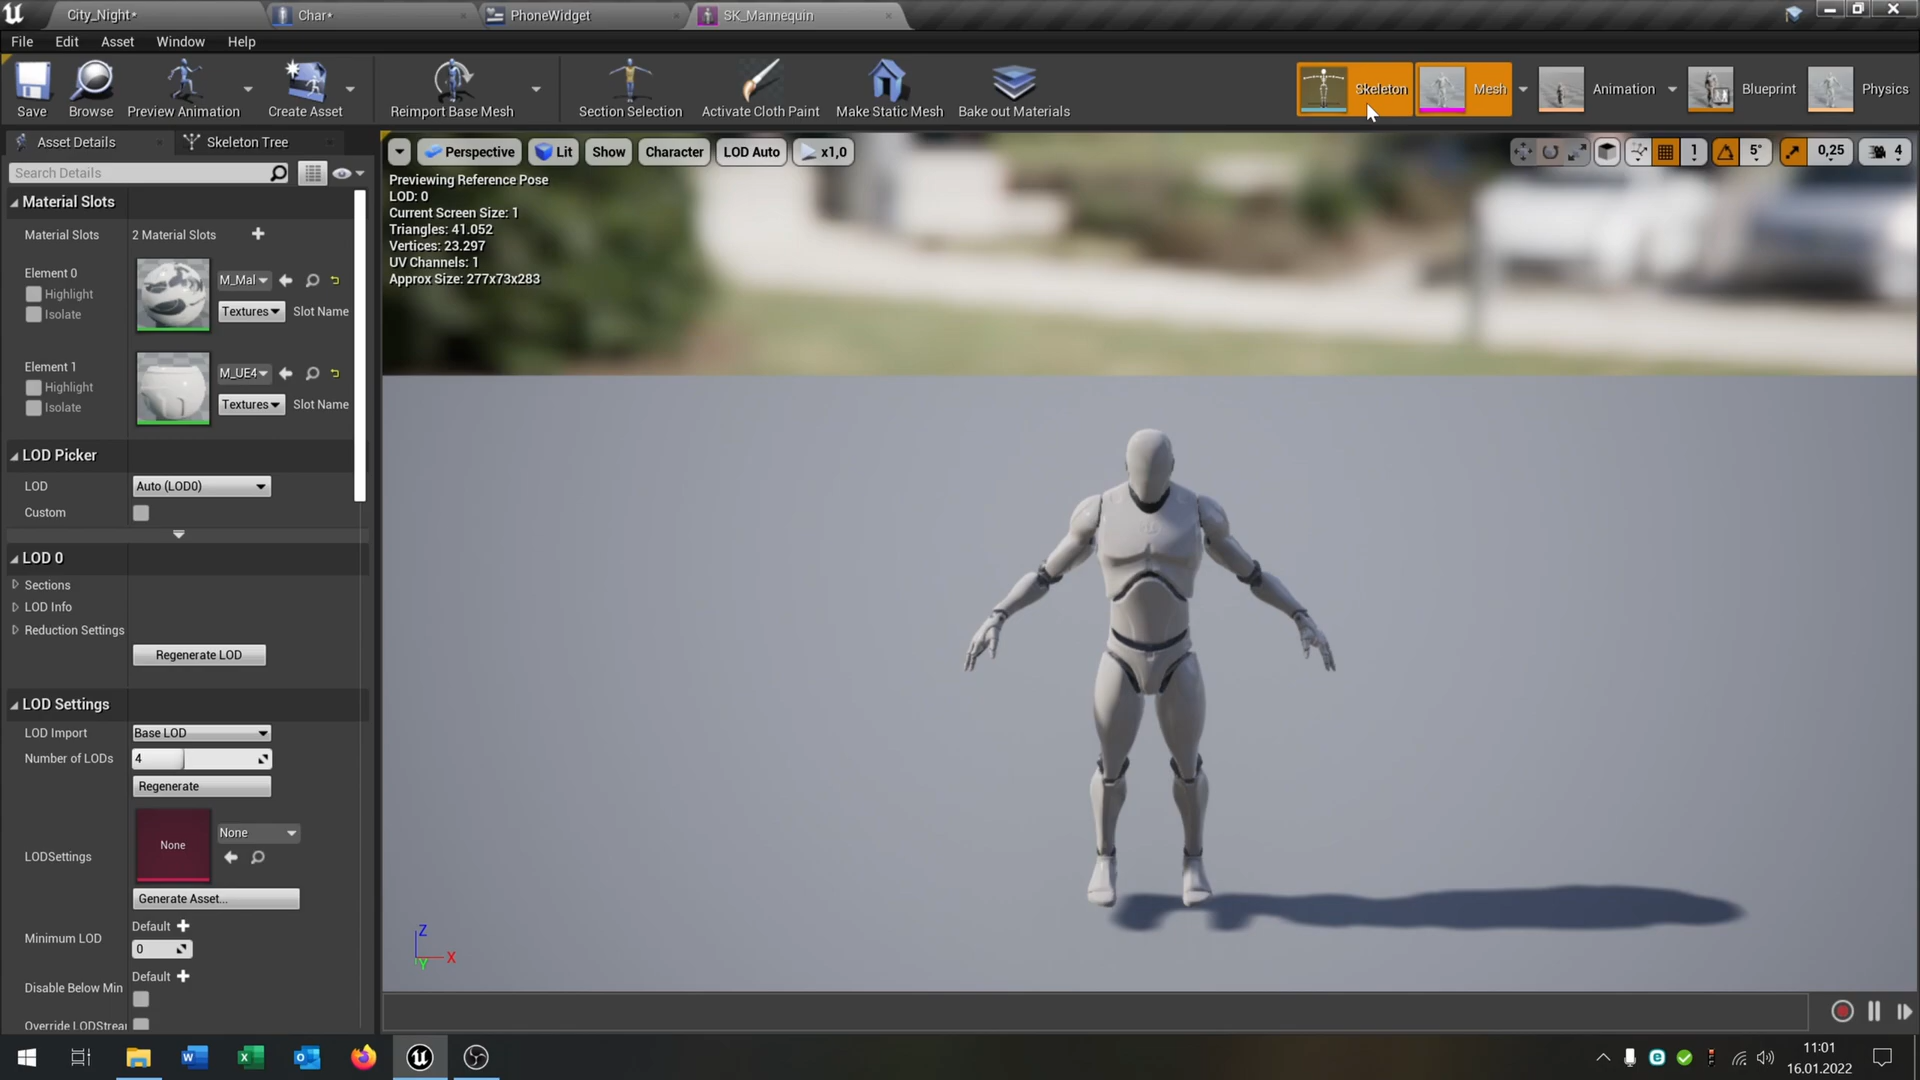 City_Night*
Char*
PhoneWidget
SK_Mannequin
File
Edit
Asset
Window
Help
Save
Browse
Preview Animation
Create Asset
Reimport Base Mesh
Section Selection
Activate Cloth Paint
Make Static Mesh
Bake out Materials
Skeleton
Mesh
Animation
Blueprint
Physics
Asset Details
Skeleton Tree
Search Details
Perspective
Lit
Show
Character
LOD Auto
x1,0
1
5°
0,25
4
Previewing Reference Pose
LOD: 0
Current Screen Size: 1
Triangles: 41.052
Vertices: 23.297
UV Channels: 1
Approx Size: 277x73x283
Material Slots
Material Slots
2 Material Slots
Element 0
Highlight
Isolate
M_Mal
Textures
Slot Name
Element 1
Highlight
Isolate
M_UE4
Textures
Slot Name
LOD Picker
LOD
Auto (LOD0)
Custom
LOD 0
Sections
LOD Info
Reduction Settings
Regenerate LOD
LOD Settings
LOD Import
Base LOD
Number of LODs
4
Regenerate
LODSettings
None
None
Generate Asset...
Minimum LOD
Default
0
Disable Below Min
Default
Override LODStrea
Z
X
Y
11:01
16.01.2022